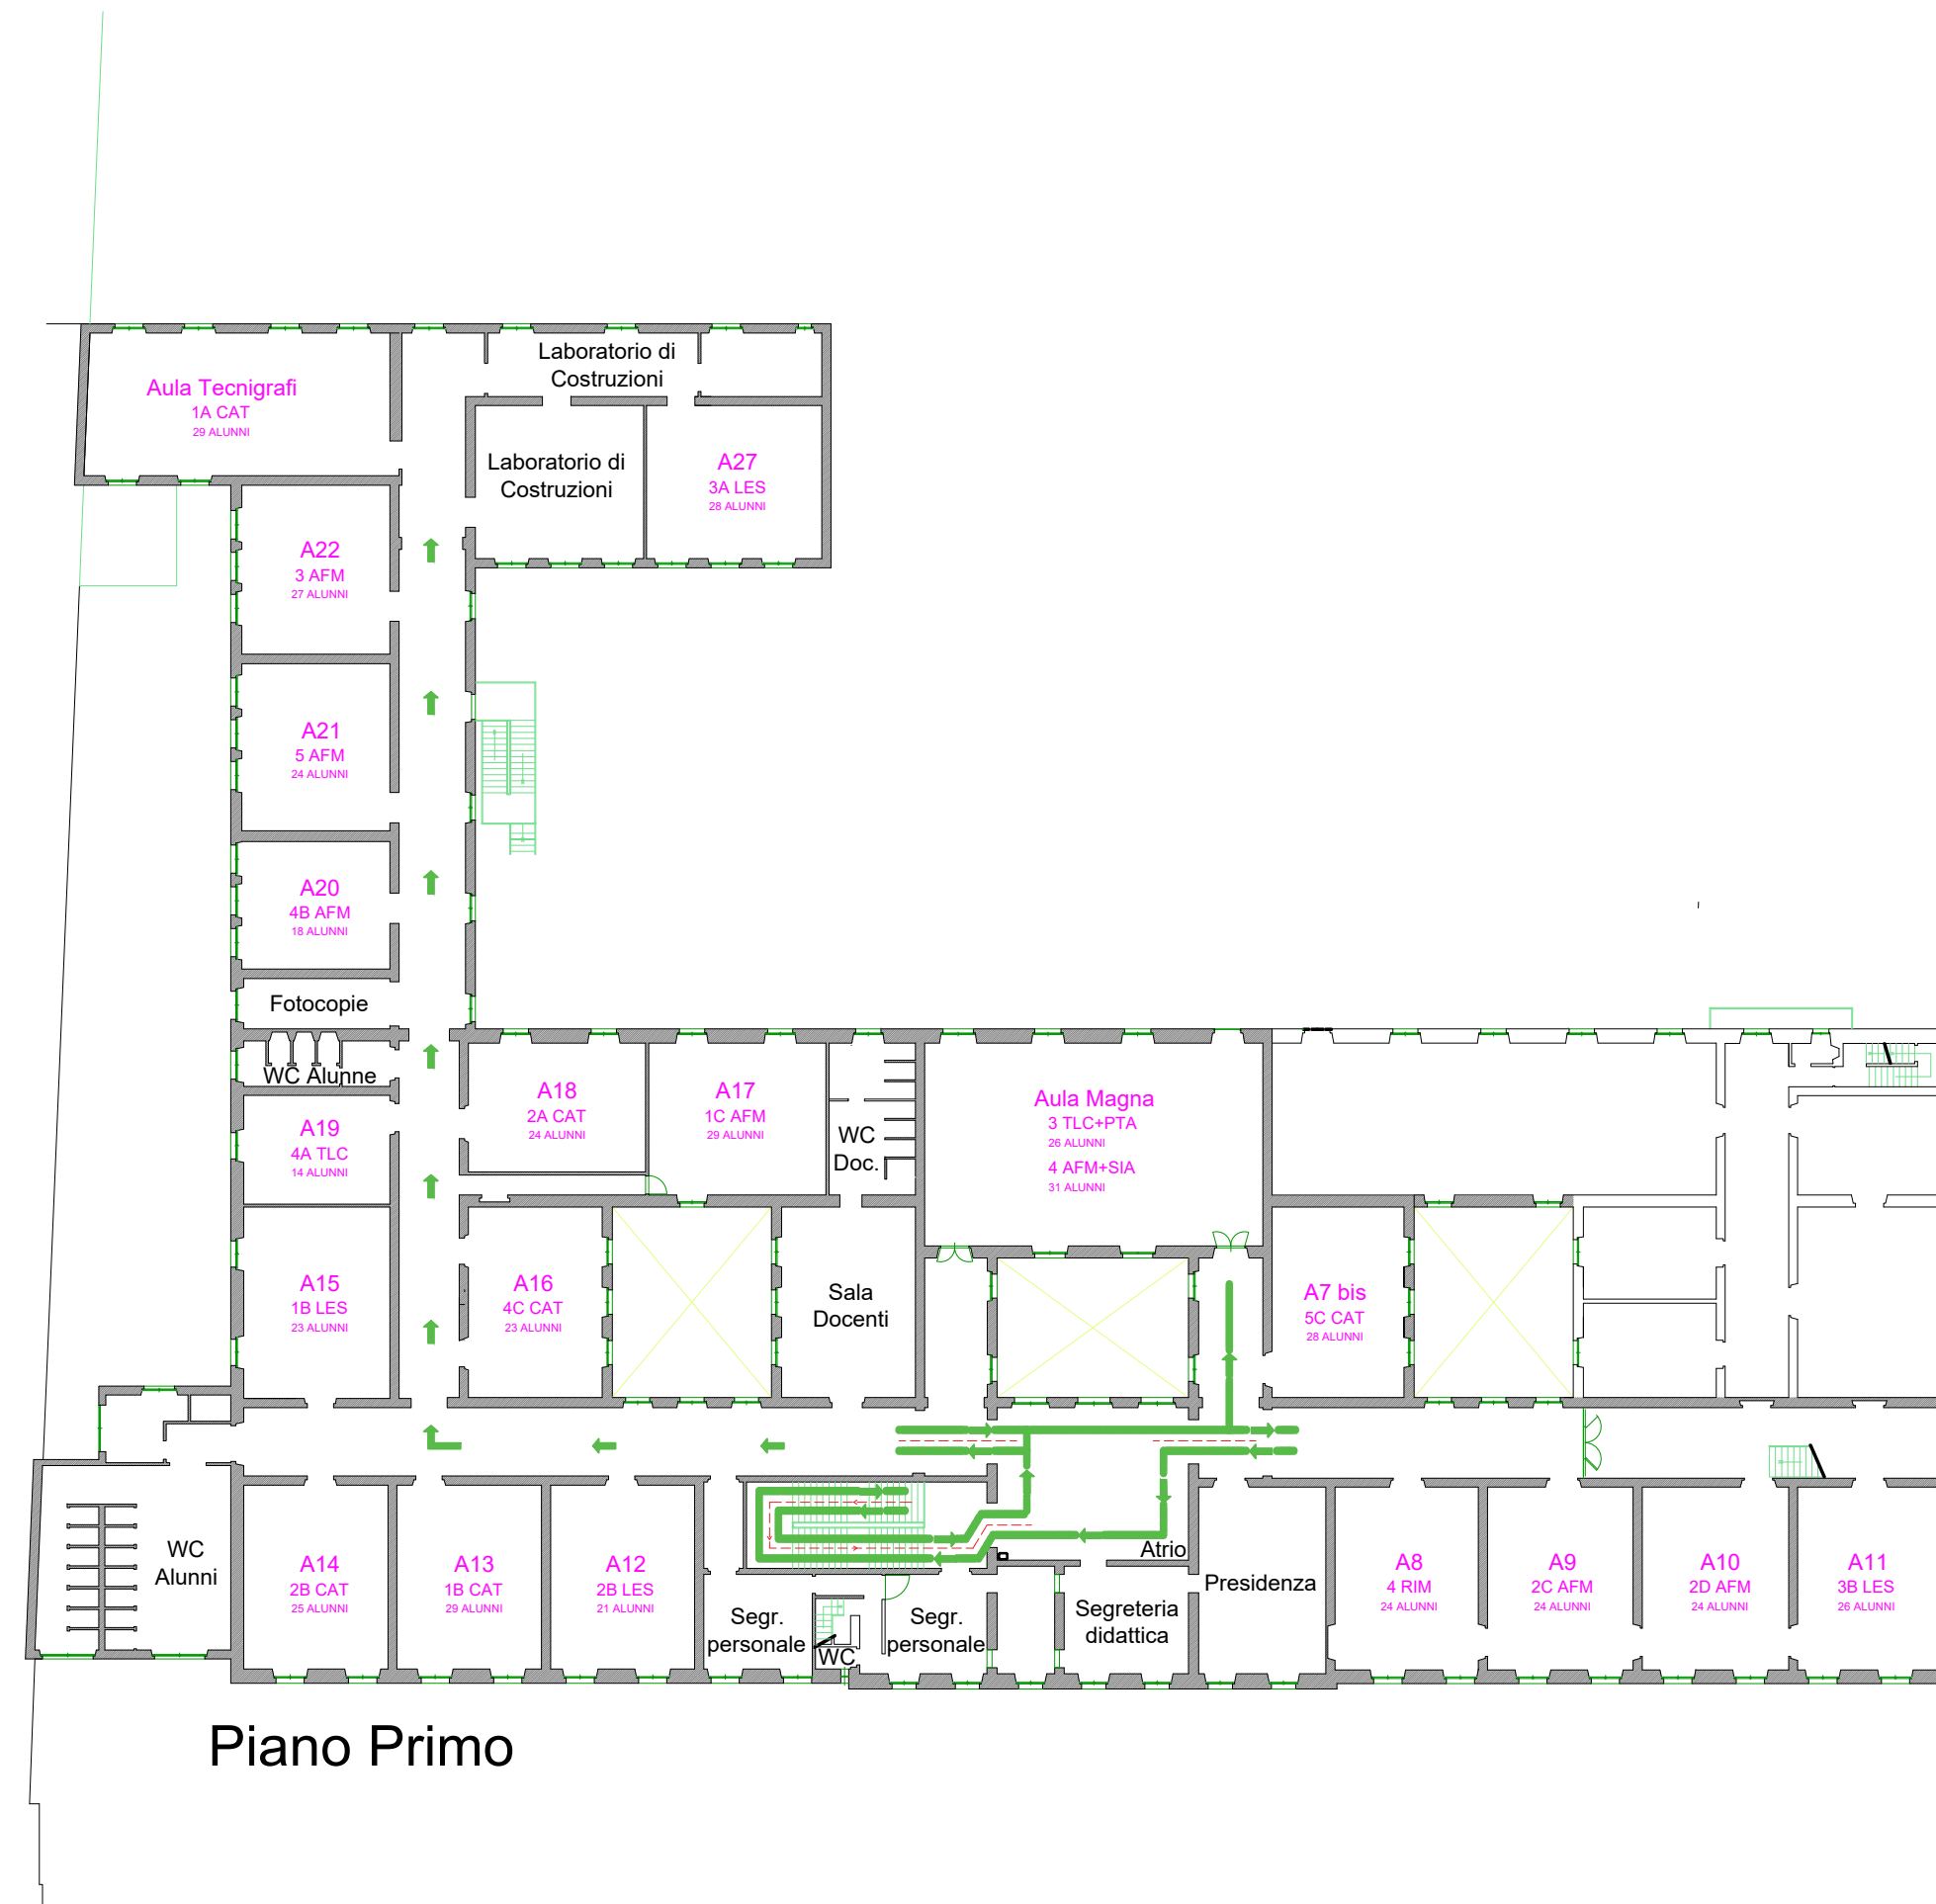 Laboratorio di
Costruzioni
Aula Tecnigrafi
1A CAT
29 ALUNNI
Laboratorio di
Costruzioni
A27
3A LES
28 ALUNNI
A22
3 AFM
27 ALUNNI
A21
5 AFM
24 ALUNNI
A20
4B AFM
18 ALUNNI
Fotocopie
WC Alunne
A18
2A CAT
24 ALUNNI
A17
1C AFM
29 ALUNNI
WC
Doc.
Aula Magna
3 TLC+PTA
26 ALUNNI
4 AFM+SIA
31 ALUNNI
A19
4A TLC
14 ALUNNI
A15
1B LES
23 ALUNNI
A16
4C CAT
23 ALUNNI
Sala
Docenti
A7 bis
5C CAT
28 ALUNNI
WC
Alunni
A14
2B CAT
25 ALUNNI
A13
1B CAT
29 ALUNNI
A12
2B LES
21 ALUNNI
Segr.
personale
WC
Segr.
personale
Atrio
Segreteria
didattica
Presidenza
A8
4 RIM
24 ALUNNI
A9
2C AFM
24 ALUNNI
A10
2D AFM
24 ALUNNI
A11
3B LES
26 ALUNNI
Piano Primo